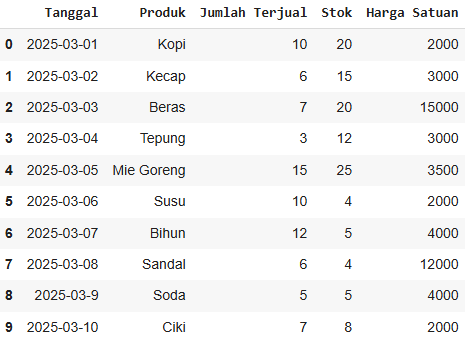 Tanggal Produk Jumlah Terjual Stok Harga Satuan
0 2025-03-01 Kopi 10 20 2000
1 2025-03-02 Kecap 6 15 3000
2 2025-03-03 Beras 7 20 15000
3 2025-03-04 Tepung 3 12 3000
4 2025-03-05 Mie Goreng 15 25 3500
5 2025-03-06 Susu 10 4 2000
6 2025-03-07 Bihun 12 5 4000
7 2025-03-08 Sandal 6 4 12000
8 2025-03-9 Soda 5 5 4000
9 2025-03-10 Ciki 7 8 2000